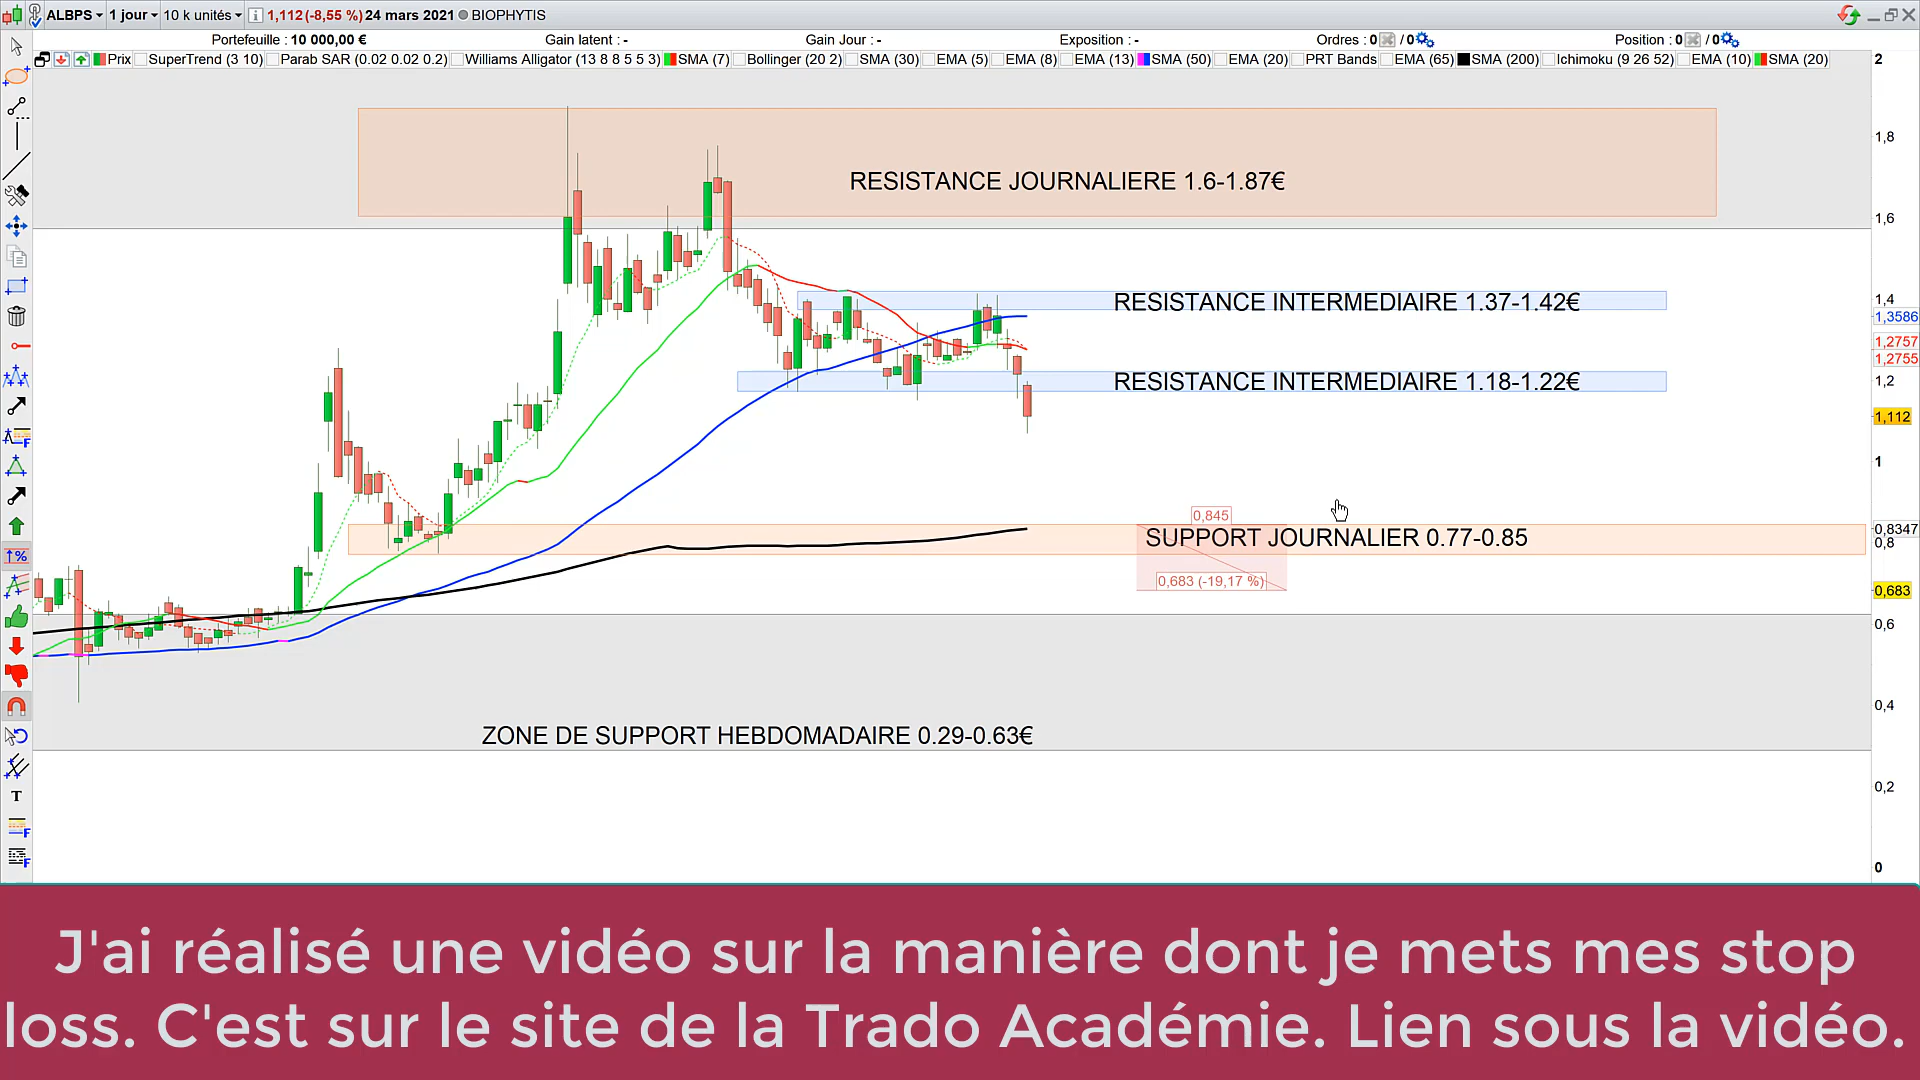 ALBPS 1 jour 10 k unités 1,112 (-8,55 %) 24 mars 2021 BIOPHYTIS
Portefeuille : 10 000,00 € Gain latent : - Gain Jour : - Exposition : - Ordres : 0 / 0 Position : 0 / 0
Prix SuperTrend (3 10) Parab SAR (0.02 0.02 0.2) Williams Alligator (13 8 8 5 5 3) SMA (7) Bollinger (20 2) SMA (30) EMA (5) EMA (8) EMA (13) SMA (50) EMA (20) PRT Bands EMA (65) SMA (200) Ichimoku (9 26 52) EMA (10) SMA (20)
2
1,8
RESISTANCE JOURNALIERE 1.6-1.87€
1,6
1,4
RESISTANCE INTERMEDIAIRE 1.37-1.42€
1,3586
1,2757
1,2755
RESISTANCE INTERMEDIAIRE 1.18-1.22€
1,2
1,112
1
0,845
0,8347
SUPPORT JOURNALIER 0.77-0.85
0,8
0,683 (-19,17 %)
0,683
0,6
0,4
ZONE DE SUPPORT HEBDOMADAIRE 0.29-0.63€
0,2
T
0
J'ai réalisé une vidéo sur la manière dont je mets mes stop
loss. C'est sur le site de la Trado Académie. Lien sous la vidéo.